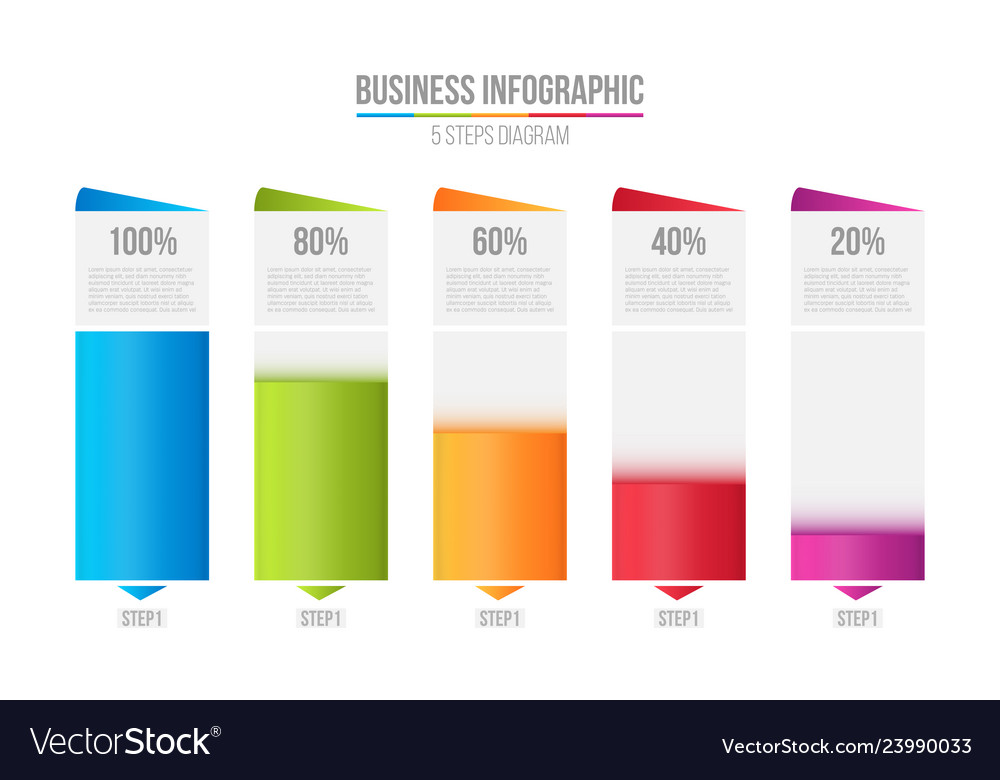 BUSINESS INFOGRAPHIC
5 STEPS DIAGRAM
100%
Lorem ipsum dolor sit amet, consectetuer
adipiscing elit, sed diam nonummy nibh
euismod tincidunt ut laoreet dolore magna
aliquam erat volutpat. Ut wisi enim ad
minim veniam, quis nostrud exerci tation
ullamcorper suscipit lobortis nisl ut aliquip
ex ea commodo consequat. Duis autem vel
80%
Lorem ipsum dolor sit amet, consectetuer
adipiscing elit, sed diam nonummy nibh
euismod tincidunt ut laoreet dolore magna
aliquam erat volutpat. Ut wisi enim ad
minim veniam, quis nostrud exerci tation
ullamcorper suscipit lobortis nisl ut aliquip
ex ea commodo consequat. Duis autem vel
60%
Lorem ipsum dolor sit amet, consectetuer
adipiscing elit, sed diam nonummy nibh
euismod tincidunt ut laoreet dolore magna
aliquam erat volutpat. Ut wisi enim ad
minim veniam, quis nostrud exerci tation
ullamcorper suscipit lobortis nisl ut aliquip
ex ea commodo consequat. Duis autem vel
40%
Lorem ipsum dolor sit amet, consectetuer
adipiscing elit, sed diam nonummy nibh
euismod tincidunt ut laoreet dolore magna
aliquam erat volutpat. Ut wisi enim ad
minim veniam, quis nostrud exerci tation
ullamcorper suscipit lobortis nisl ut aliquip
ex ea commodo consequat. Duis autem vel
20%
Lorem ipsum dolor sit amet, consectetuer
adipiscing elit, sed diam nonummy nibh
euismod tincidunt ut laoreet dolore magna
aliquam erat volutpat. Ut wisi enim ad
minim veniam, quis nostrud exerci tation
ullamcorper suscipit lobortis nisl ut aliquip
ex ea commodo consequat. Duis autem vel
STEP1
STEP1
STEP1
STEP1
STEP1
VectorStock®
VectorStock.com/23990033